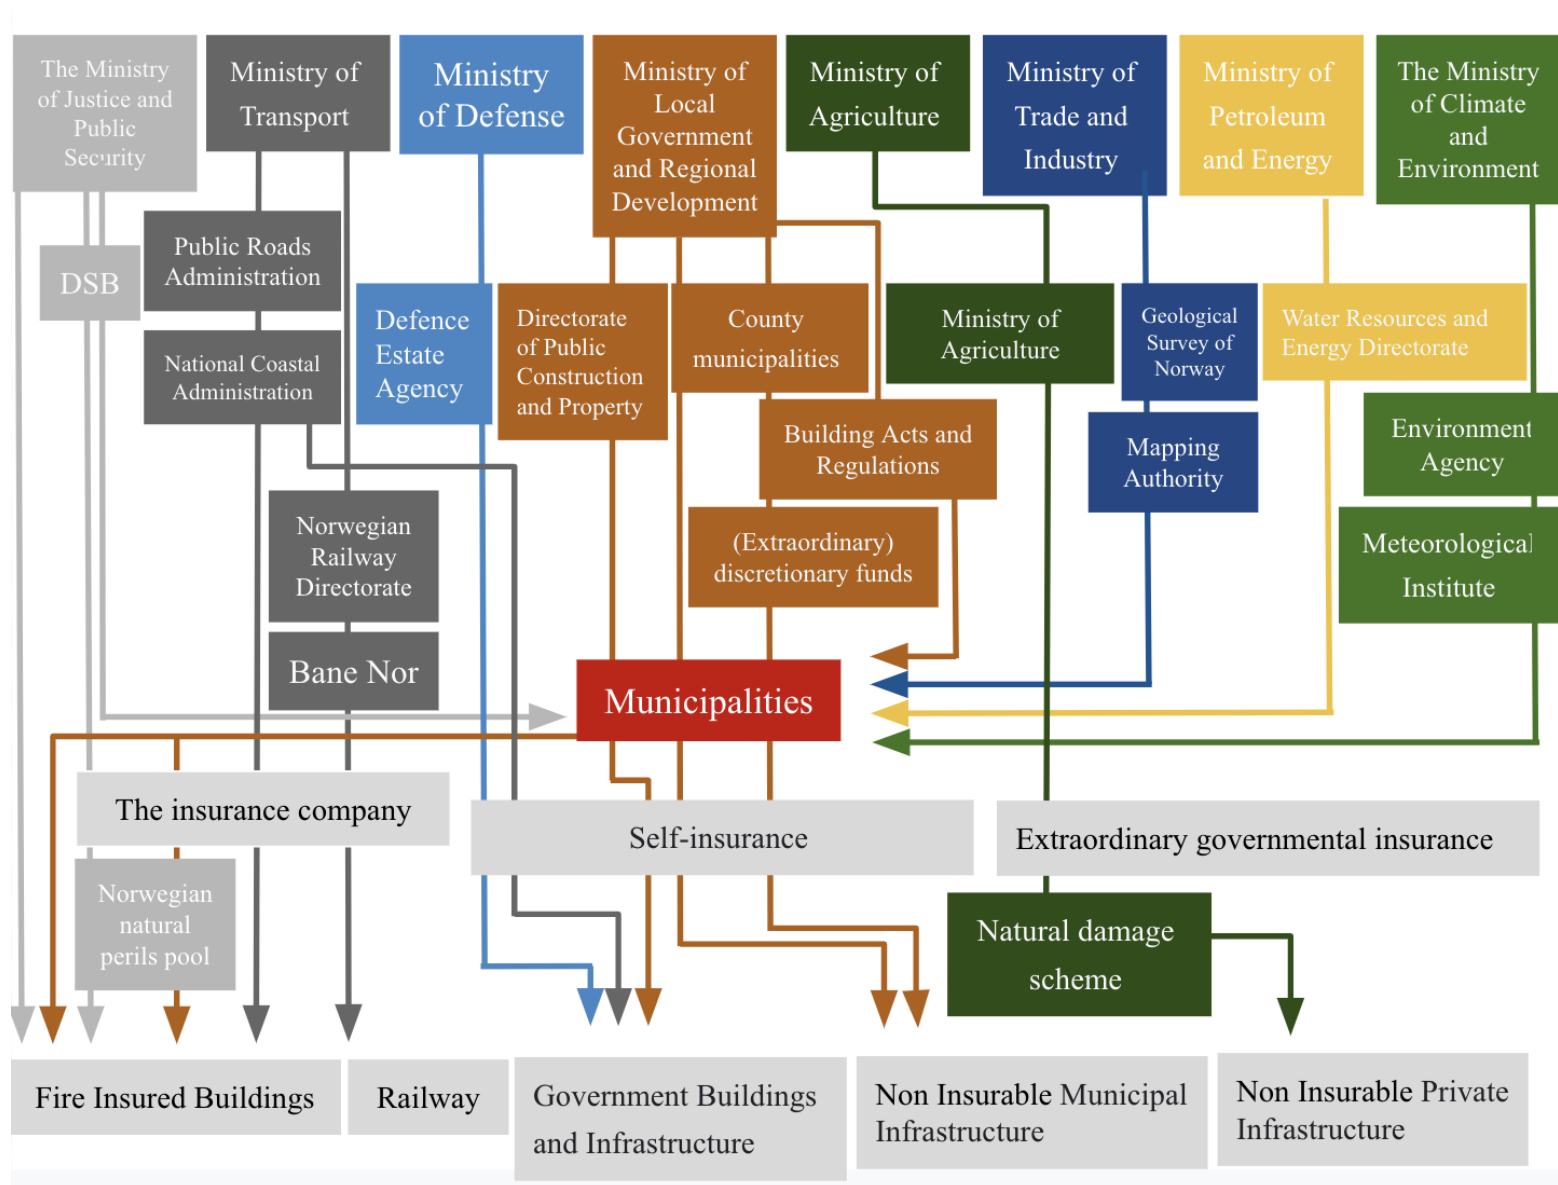 The Ministry
of Justice and
Public
Security
Ministry of
Transport
Ministry
of Defense
Ministry of
Local
Government
and Regional
Development
Ministry of
Agriculture
Ministry of
Trade and
Industry
Ministry of
Petroleum
and Energy
The Ministry
of Climate
and
Environment
DSB
Public Roads
Administration
National Coastal
Administration
Defence
Estate
Agency
Directorate
of Public
Construction
and Property
County
municipalities
Ministry of
Agriculture
Geological
Survey of
Norway
Water Resources and
Energy Directorate
Building Acts and
Regulations
Mapping
Authority
Environment
Agency
Norwegian
Railway
Directorate
(Extraordinary)
discretionary funds
Meteorological
Institute
Bane Nor
Municipalities
The insurance company
Self-insurance
Extraordinary governmental insurance
Norwegian
natural
perils pool
Natural damage
scheme
Fire Insured Buildings
Railway
Government Buildings
and Infrastructure
Non Insurable Municipal
Infrastructure
Non Insurable Private
Infrastructure